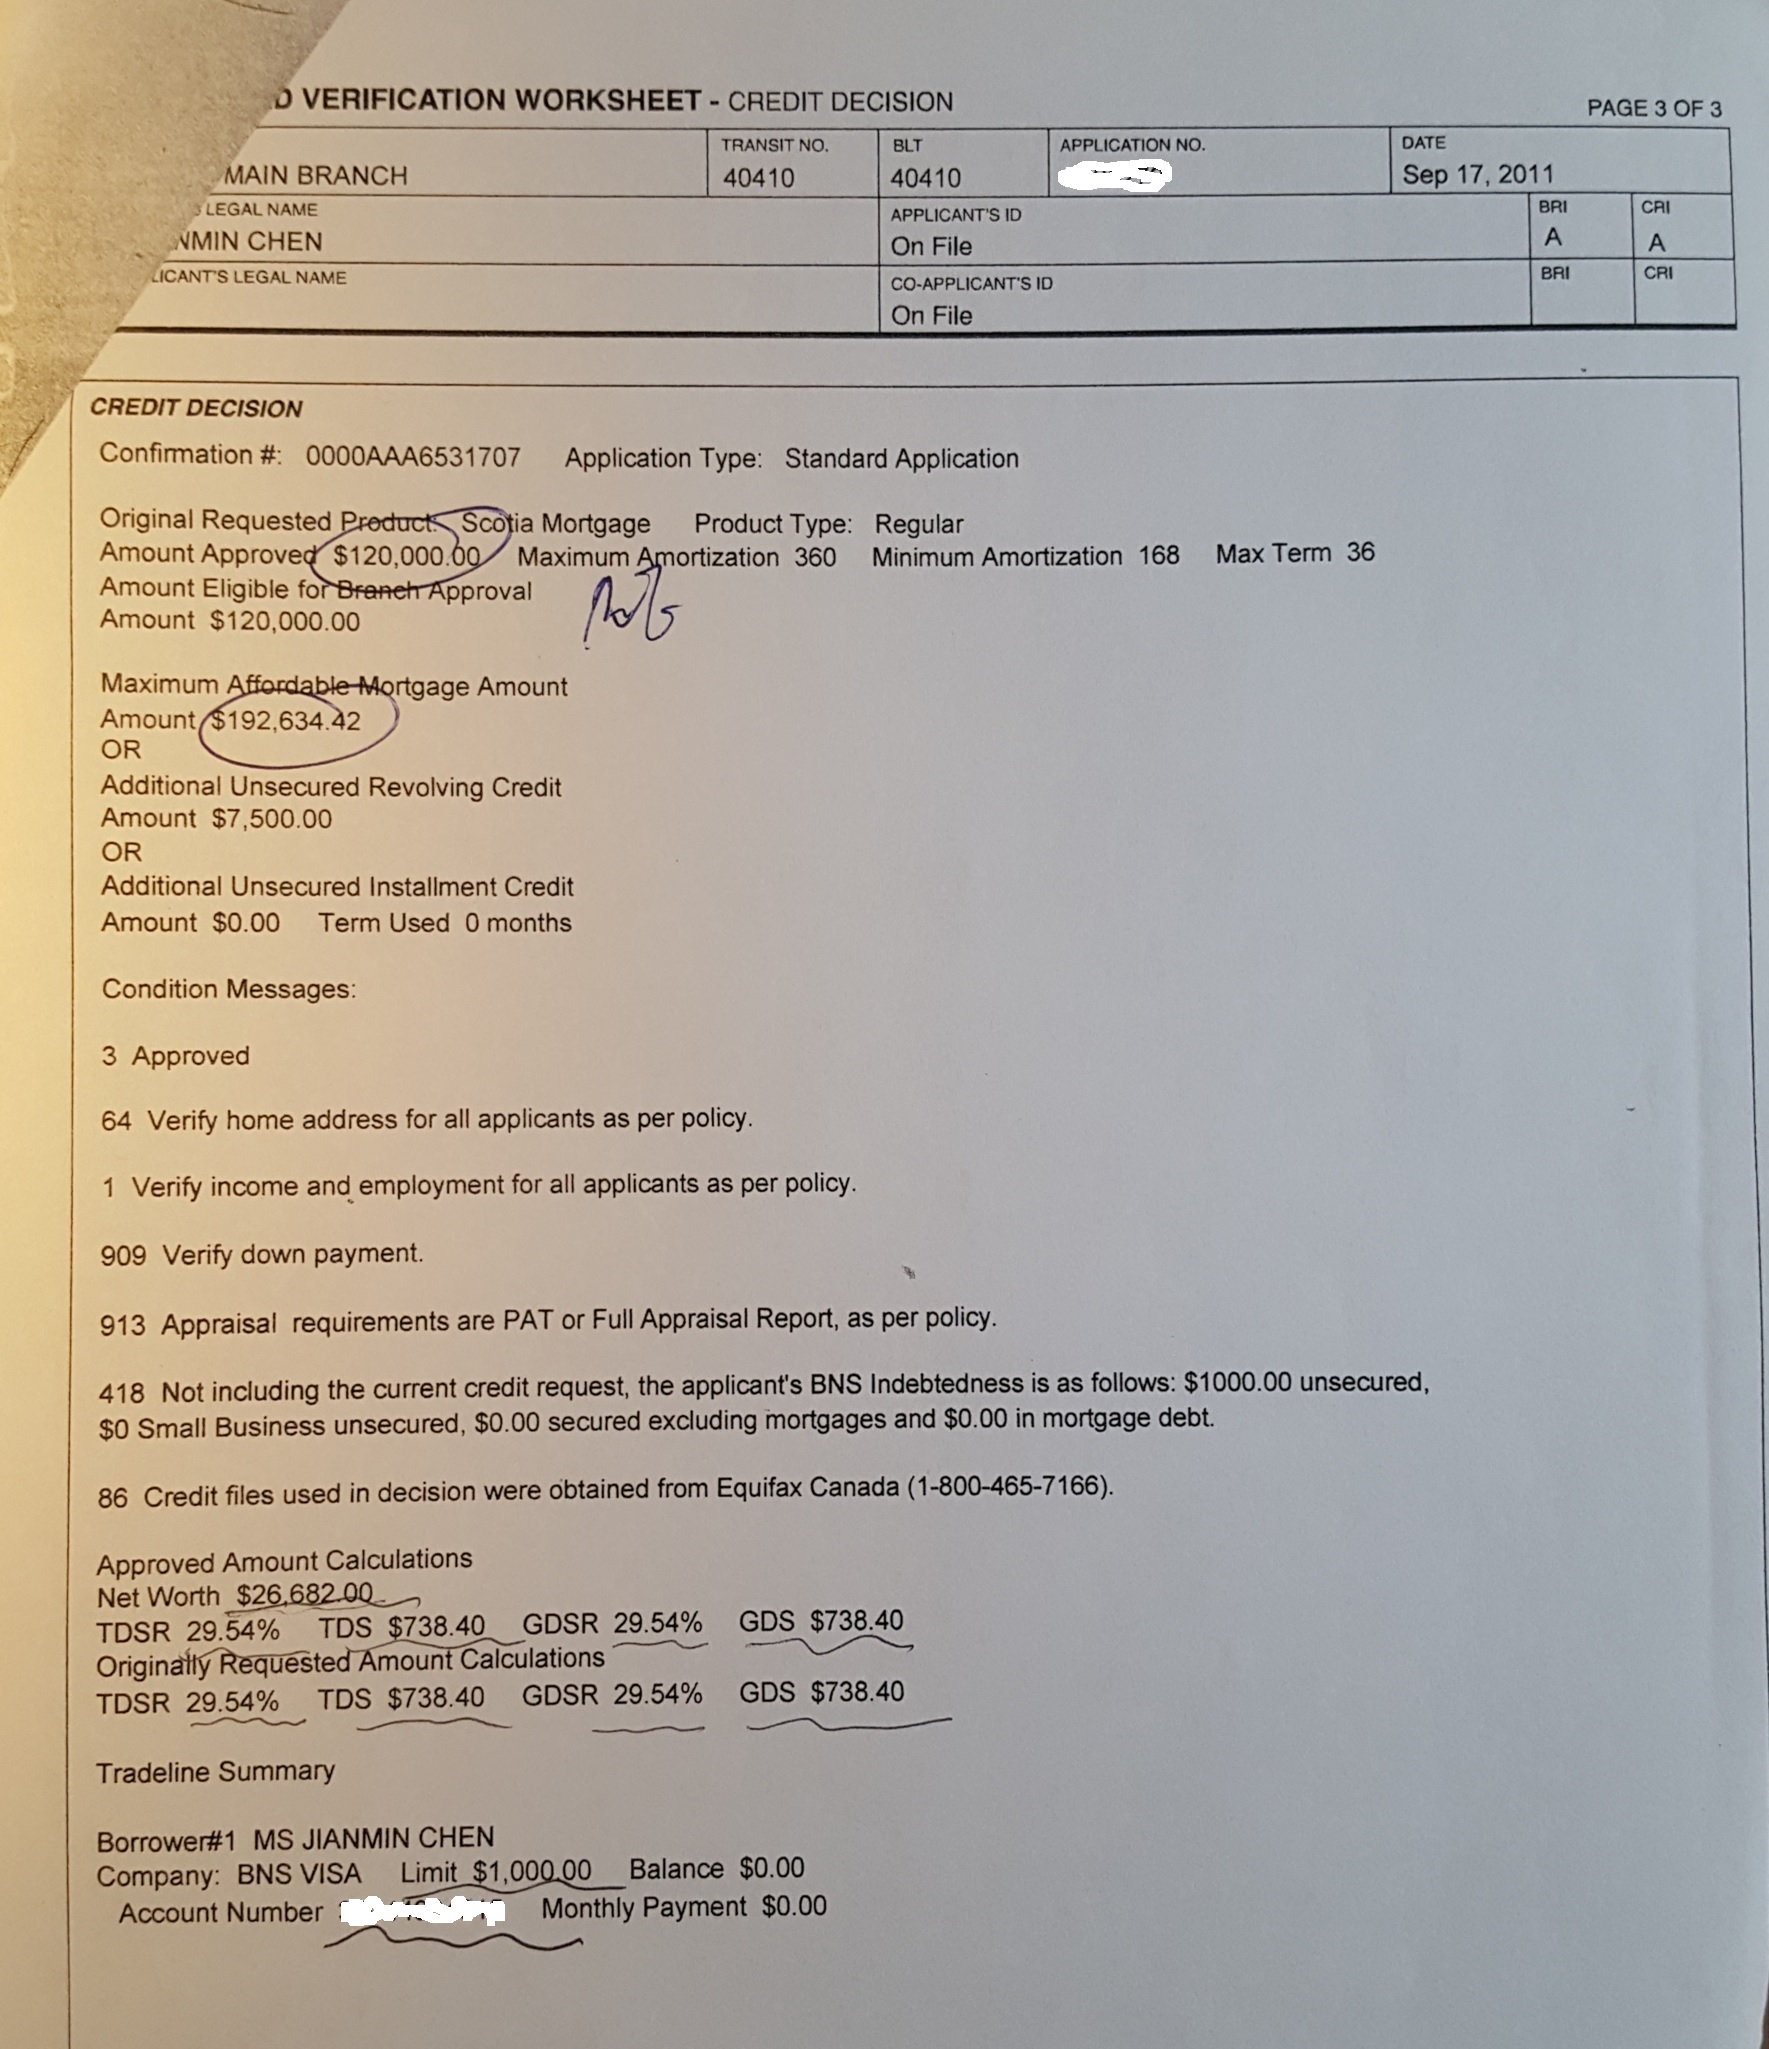 VERIFICATION WORKSHEET - CREDIT DECISION
PAGE 3 OF 3
MAIN BRANCH
TRANSIT NO.
40410
BLT
40410
APPLICATION NO.
DATE
Sep 17, 2011
LEGAL NAME
NMIN CHEN
APPLICANT'S ID
On File
BRI
A
CRI
A
LICANT'S LEGAL NAME
CO-APPLICANT'S ID
On File
BRI
CRI
CREDIT DECISION
Confirmation #: 0000AAA6531707 Application Type: Standard Application
Original Requested Product: Scotia Mortgage Product Type: Regular
Amount Approved $120,000.00 Maximum Amortization 360 Minimum Amortization 168 Max Term 36
Amount Eligible for Branch Approval
Amount $120,000.00
Maximum Affordable Mortgage Amount
Amount $192,634.42
OR
Additional Unsecured Revolving Credit
Amount $7,500.00
OR
Additional Unsecured Installment Credit
Amount $0.00 Term Used 0 months
Condition Messages:
3 Approved
64 Verify home address for all applicants as per policy.
1 Verify income and employment for all applicants as per policy.
909 Verify down payment.
913 Appraisal requirements are PAT or Full Appraisal Report, as per policy.
418 Not including the current credit request, the applicant's BNS Indebtedness is as follows: $1000.00 unsecured,
$0 Small Business unsecured, $0.00 secured excluding mortgages and $0.00 in mortgage debt.
86 Credit files used in decision were obtained from Equifax Canada (1-800-465-7166).
Approved Amount Calculations
Net Worth $26,682.00
TDSR 29.54% TDS $738.40 GDSR 29.54% GDS $738.40
Originally Requested Amount Calculations
TDSR 29.54% TDS $738.40 GDSR 29.54% GDS $738.40
Tradeline Summary
Borrower#1 MS JIANMIN CHEN
Company: BNS VISA Limit $1,000.00 Balance $0.00
Account Number Monthly Payment $0.00